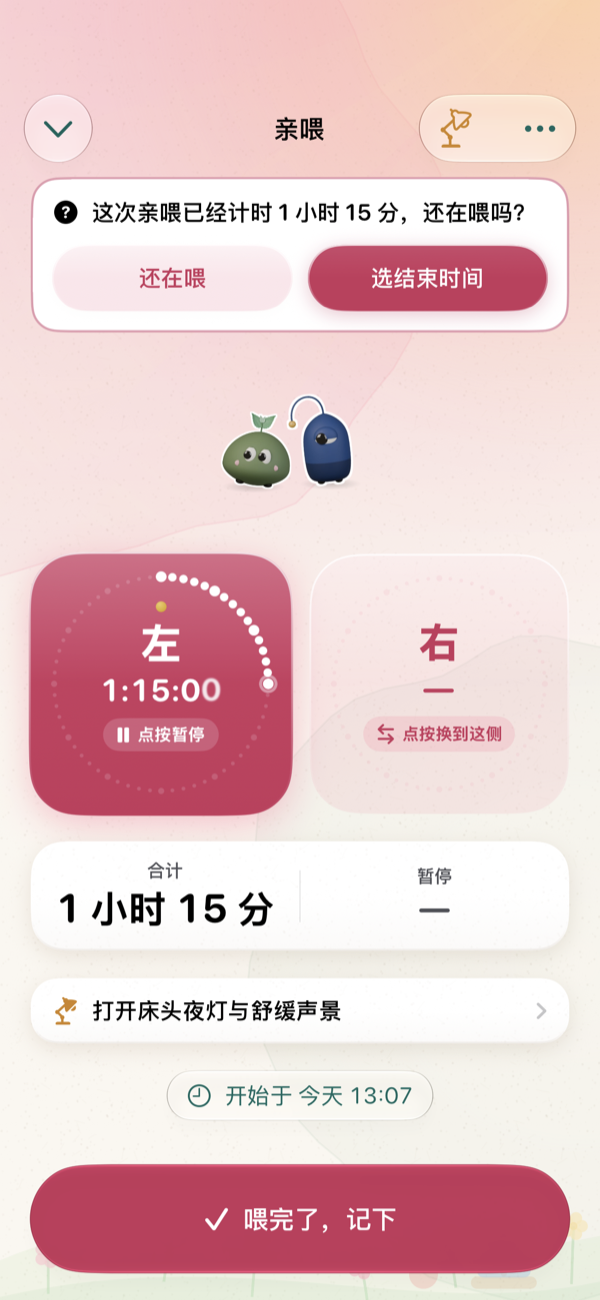 亲喂
这次亲喂已经计时 1 小时 15 分，还在喂吗？
还在喂
选结束时间
左
1:15:00
点按暂停
右
—
点按换到这侧
合计
1 小时 15 分
暂停
—
打开床头夜灯与舒缓声景
开始于 今天 13:07
喂完了，记下